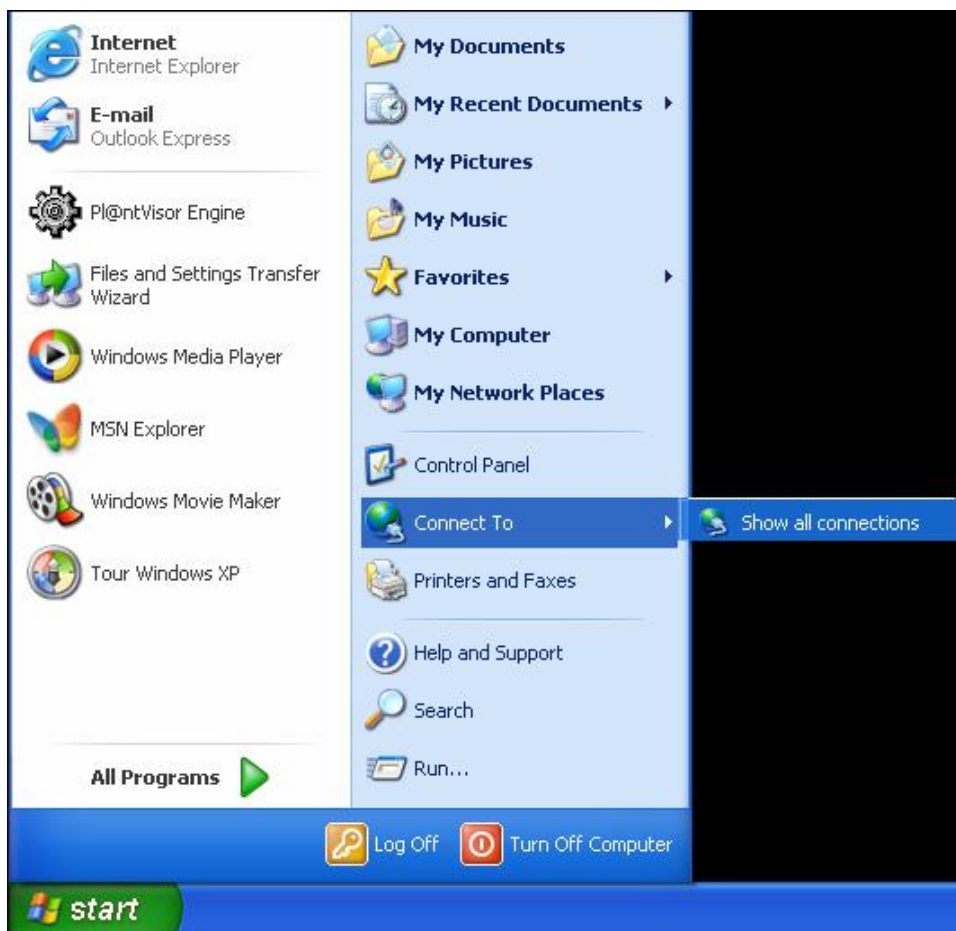 Internet
Internet Explorer
E-mail
Outlook Express
Pl@ntVisor Engine
Files and Settings Transfer
Wizard
Windows Media Player
MSN Explorer
Windows Movie Maker
Tour Windows XP
All Programs
My Documents
My Recent Documents
My Pictures
My Music
Favorites
My Computer
My Network Places
Control Panel
Connect To
Show all connections
Printers and Faxes
Help and Support
Search
Run...
Log Off
Turn Off Computer
start